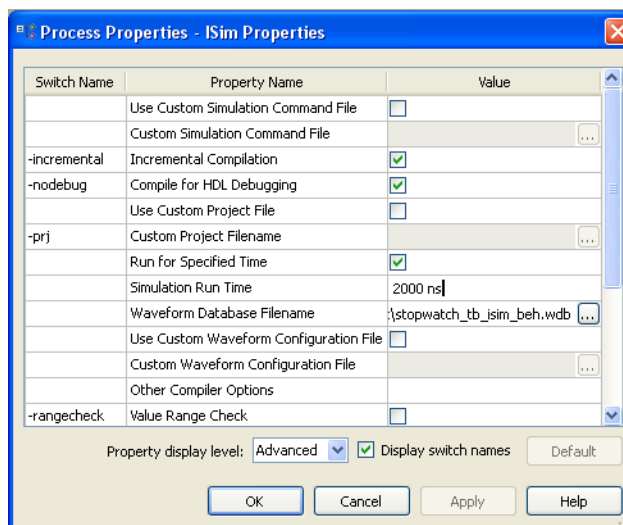 Process Properties - ISim Properties
Switch Name Property Name Value
Use Custom Simulation Command File
Custom Simulation Command File ...
-incremental Incremental Compilation
-nodebug Compile for HDL Debugging
Use Custom Project File
-prj Custom Project Filename ...
Run for Specified Time
Simulation Run Time 2000 ns
Waveform Database Filename :\stopwatch_tb_isim_beh.wdb ...
Use Custom Waveform Configuration File
Custom Waveform Configuration File ...
Other Compiler Options
-rangecheck Value Range Check
Property display level: Advanced Display switch names Default
OK Cancel Apply Help